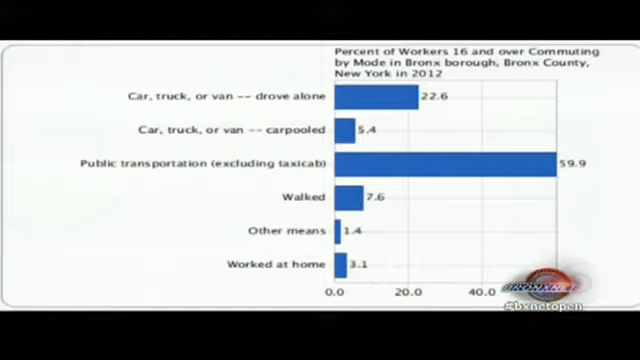 Percent of Workers 16 and over Commuting
by Mode in Bronx borough, Bronx County,
New York in 2012
Car, truck, or van -- drove alone 22.6
Car, truck, or van -- carpooled 5.4
Public transportation (excluding taxicab) 59.9
Walked 7.6
Other means 1.4
Worked at home 3.1
0.0 20.0 40.0
BRONXNET
#bxnetopen